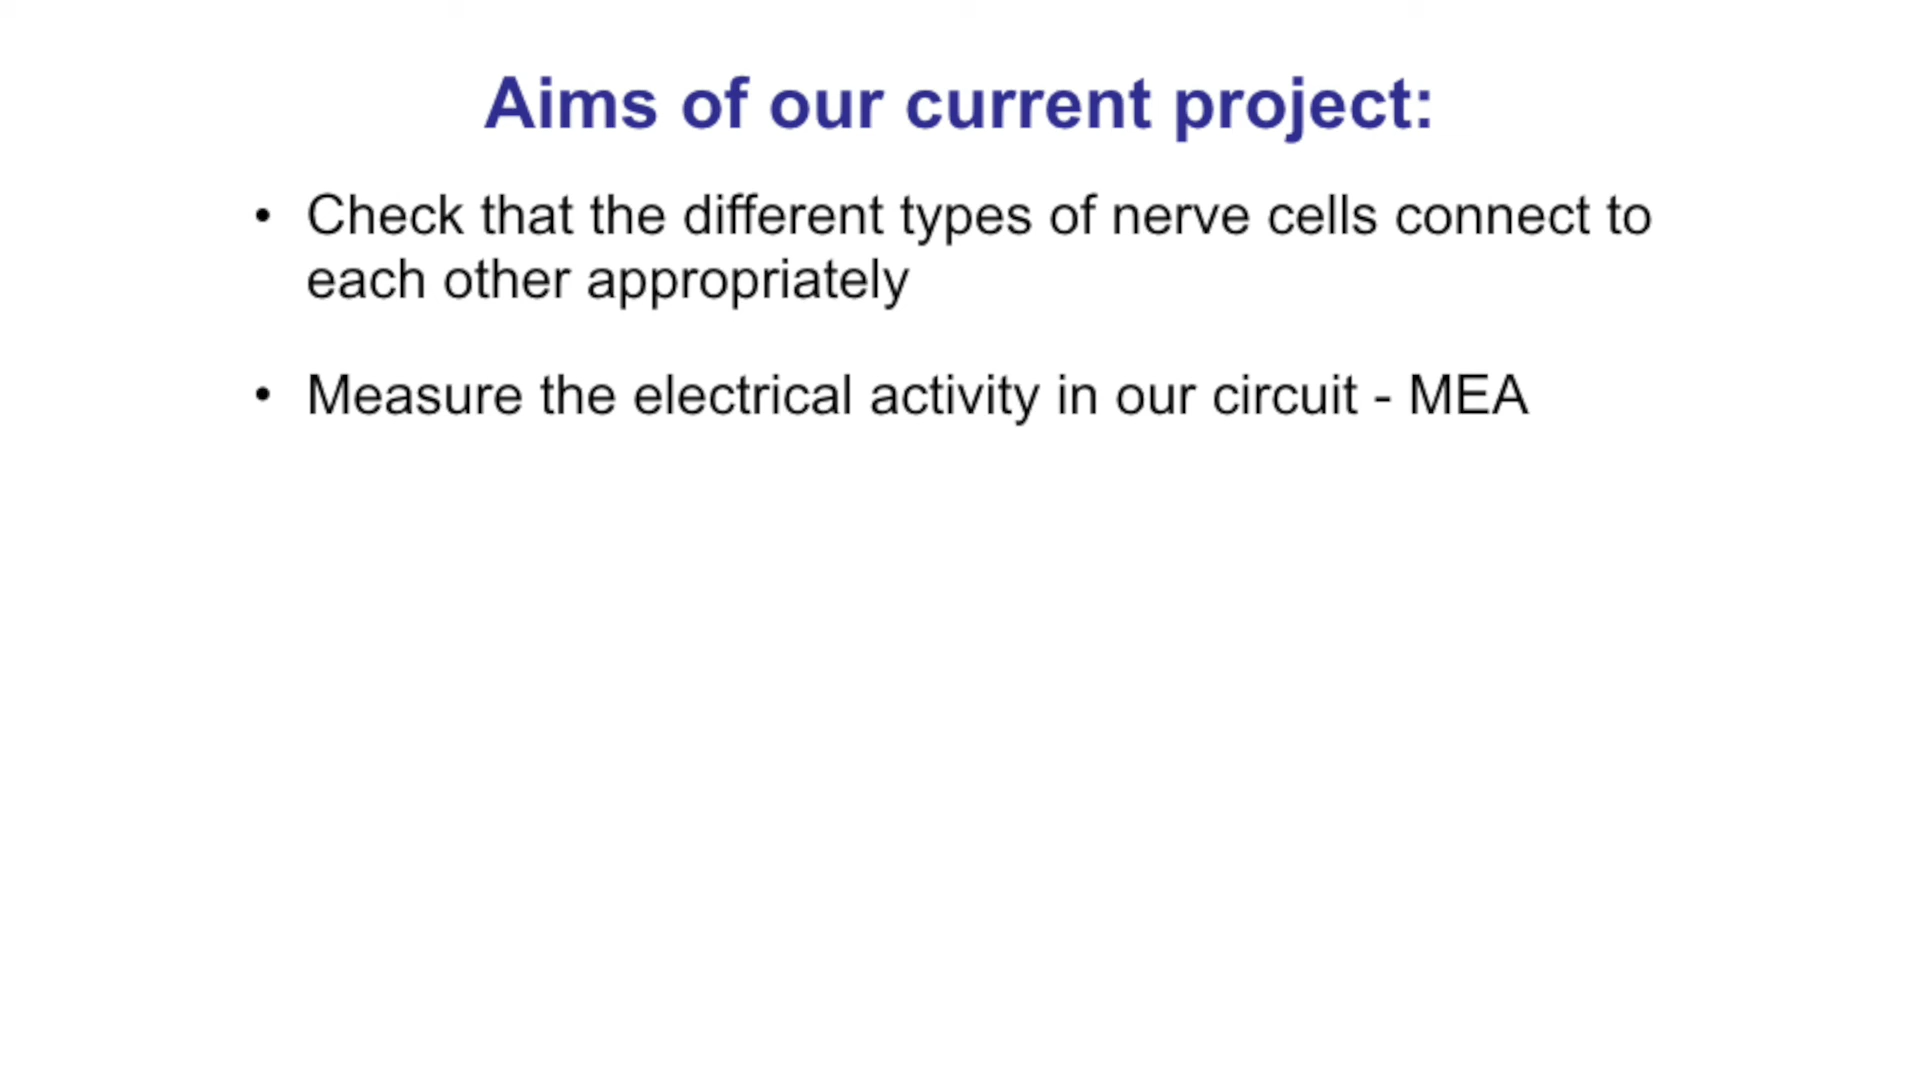 Aims of our current project:
• Check that the different types of nerve cells connect to
each other appropriately
• Measure the electrical activity in our circuit - MEA